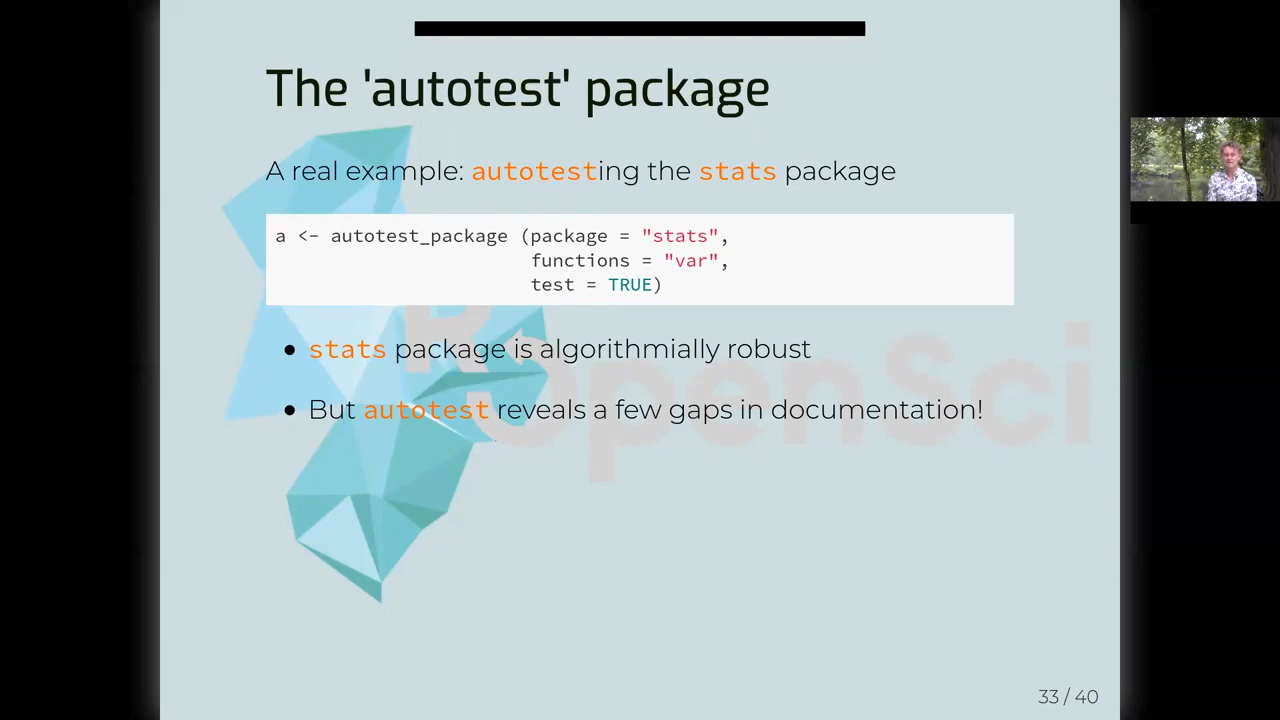 The 'autotest' package
A real example: autotesting the stats package
a <- autotest_package (package = "stats",
functions = "var",
test = TRUE)
• stats package is algorithmially robust
• But autotest reveals a few gaps in documentation!
ROpenSci
33 / 40